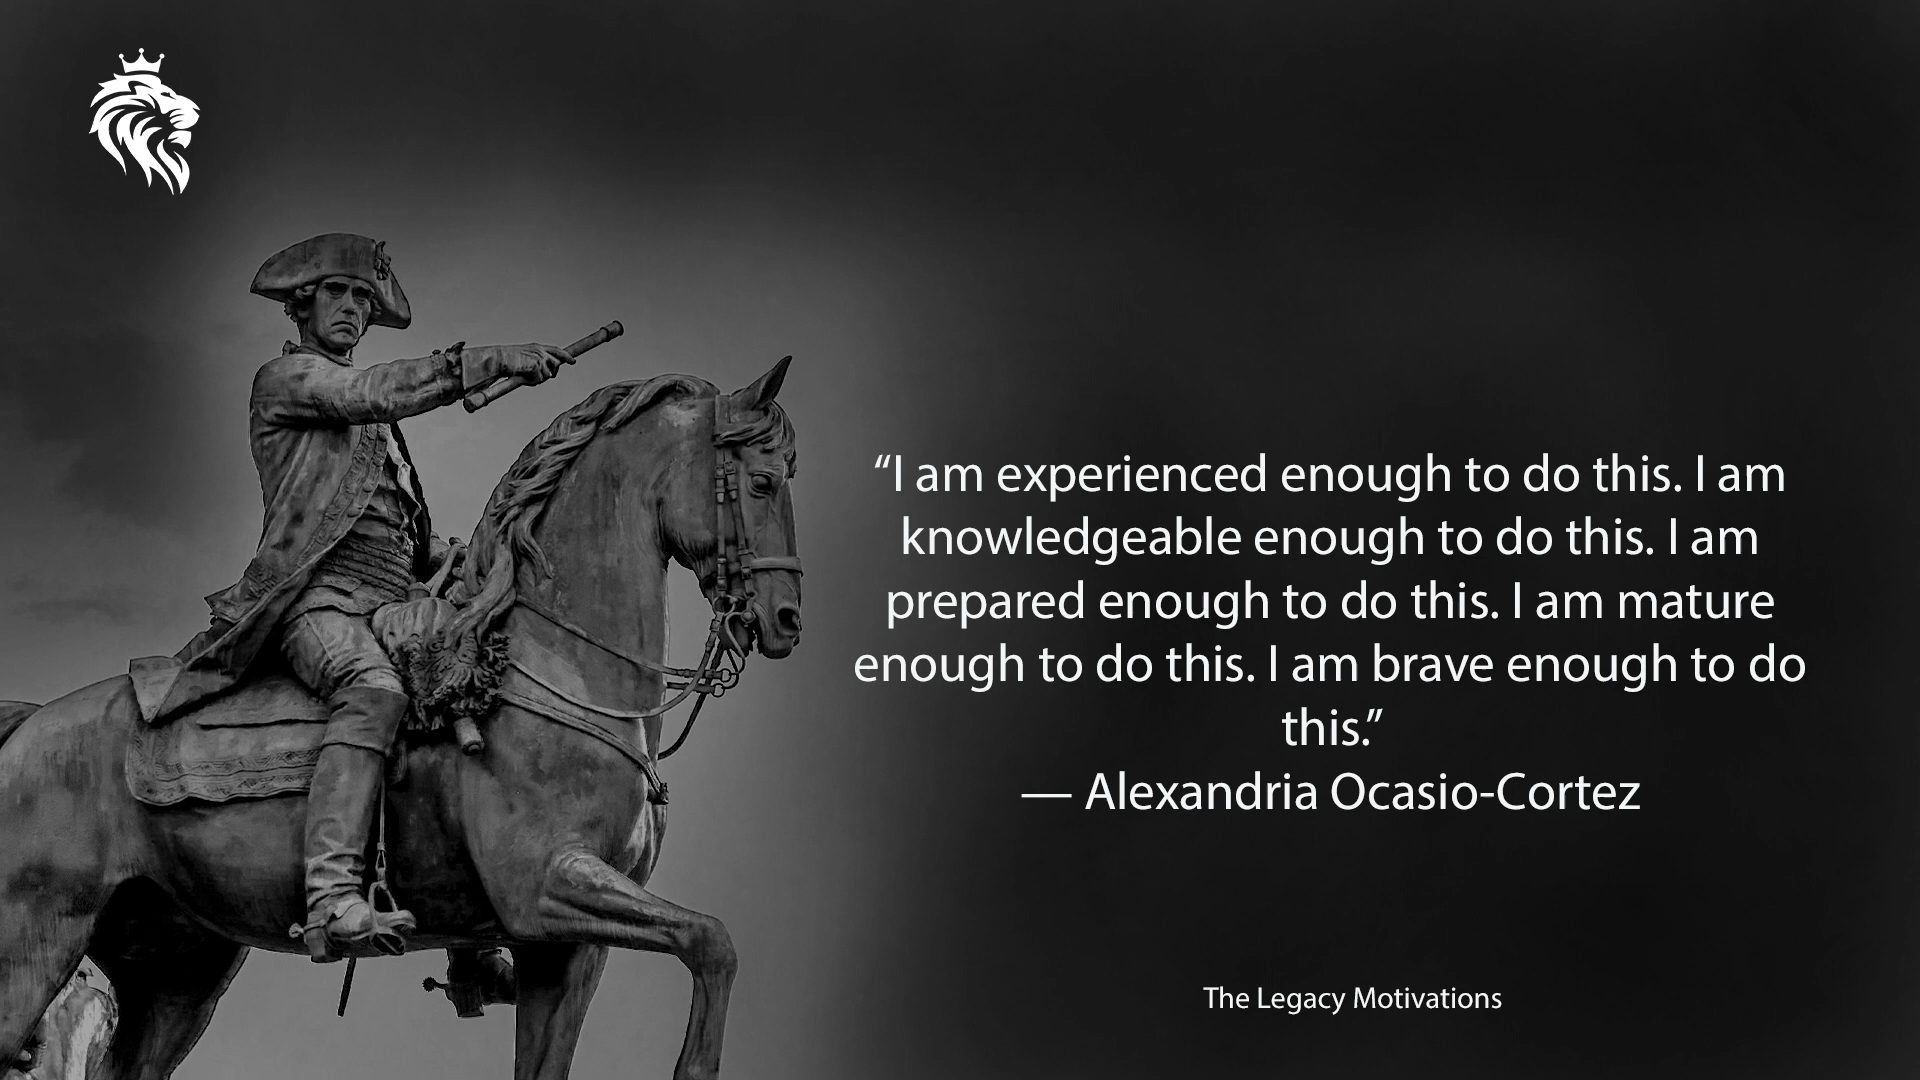 “I am experienced enough to do this. I am
knowledgeable enough to do this. I am
prepared enough to do this. I am mature
enough to do this. I am brave enough to do
this.”
— Alexandria Ocasio-Cortez
The Legacy Motivations